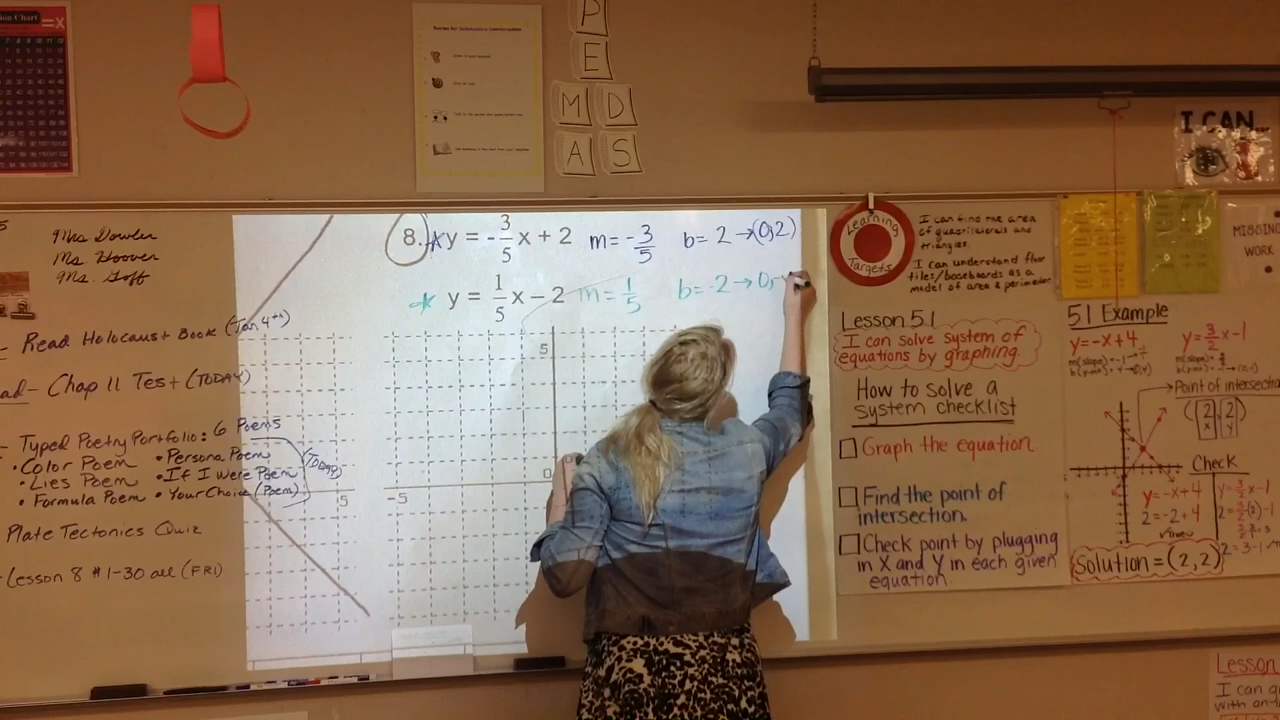 =X
P
E
M D
A S
I CAN...
Mrs Dowler
Ms. Hoover
Ms. Goff
Read Holocaust Book (Jan 4th)
Chap 11 Test (TODAY)
Typed Poetry Portfolio: 6 Poems
• Color Poem • Persona Poem
• Lies Poem • If I Were Poem
• Formula Poem • Your Choice (Poem)
(TODAY)
Plate Tectonics Quiz
Lesson 8 #1-30 all (FRI)
5
8. y = -3/5 x + 2 m = -3/5 b = 2 → (0,2)
y = 1/5 x - 2 m = 1/5 b = -2 → 0,-
5
0
-5
Learning
Targets
I can find the area
of quadrilaterals and
triangles.
I can understand floor
tiles/baseboards as a
model of area & perimeter
MISSING
WORK
Lesson 5.1
I can solve system of
equations by graphing.
How to solve a
system checklist
Graph the equation.
Find the point of
intersection.
Check point by plugging
in X and Y in each given
equation.
5.1 Example
y = -x + 4 y = 3/2 x - 1
Point of intersection
(2 2)
x y
Check
y = -x + 4
2 = -2 + 4
Solution = (2,2)
Lesson
I can